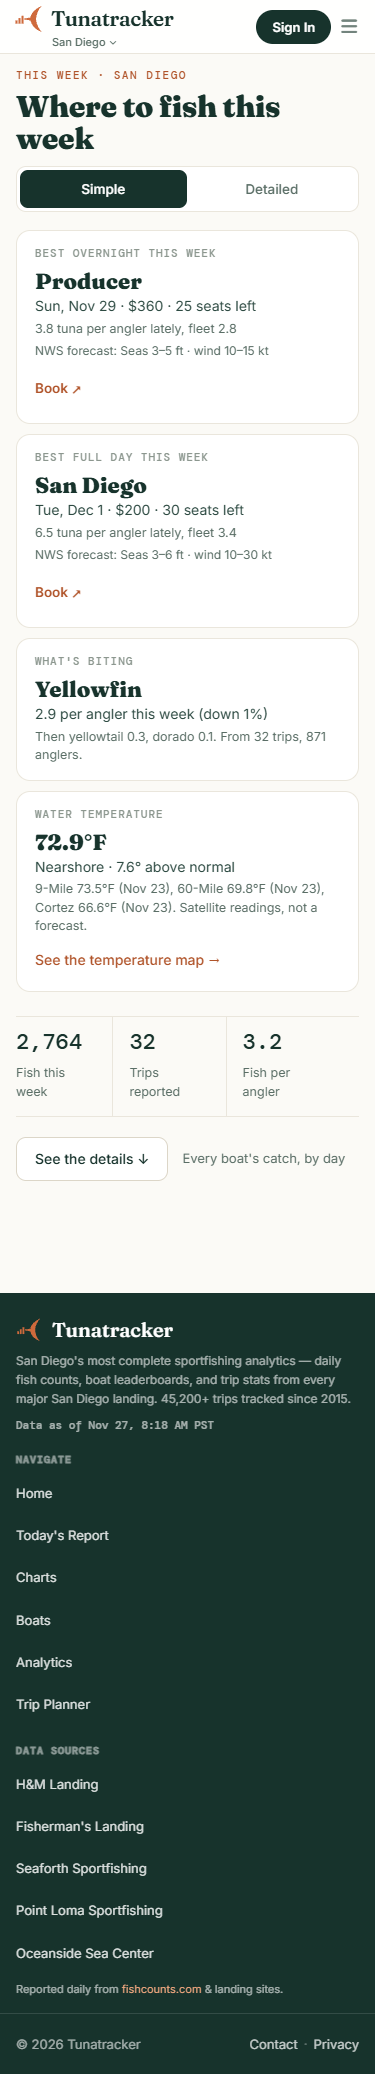 Tunatracker
San Diego
Sign In
THIS WEEK · SAN DIEGO
Where to fish this
week
Simple
Detailed
BEST OVERNIGHT THIS WEEK
Producer
Sun, Nov 29 · $360 · 25 seats left
3.8 tuna per angler lately, fleet 2.8
NWS forecast: Seas 3–5 ft · wind 10–15 kt
Book ↗
BEST FULL DAY THIS WEEK
San Diego
Tue, Dec 1 · $200 · 30 seats left
6.5 tuna per angler lately, fleet 3.4
NWS forecast: Seas 3–6 ft · wind 10–30 kt
Book ↗
WHAT'S BITING
Yellowfin
2.9 per angler this week (down 1%)
Then yellowtail 0.3, dorado 0.1. From 32 trips, 871
anglers.
WATER TEMPERATURE
72.9°F
Nearshore · 7.6° above normal
9-Mile 73.5°F (Nov 23), 60-Mile 69.8°F (Nov 23),
Cortez 66.6°F (Nov 23). Satellite readings, not a
forecast.
See the temperature map →
2,764
Fish this
week
32
Trips
reported
3.2
Fish per
angler
See the details ↓
Every boat's catch, by day
Tunatracker
San Diego's most complete sportfishing analytics — daily
fish counts, boat leaderboards, and trip stats from every
major San Diego landing. 45,200+ trips tracked since 2015.
Data as of Nov 27, 8:18 AM PST
NAVIGATE
Home
Today's Report
Charts
Boats
Analytics
Trip Planner
DATA SOURCES
H&M Landing
Fisherman's Landing
Seaforth Sportfishing
Point Loma Sportfishing
Oceanside Sea Center
Reported daily from fishcounts.com & landing sites.
© 2026 Tunatracker
Contact · Privacy